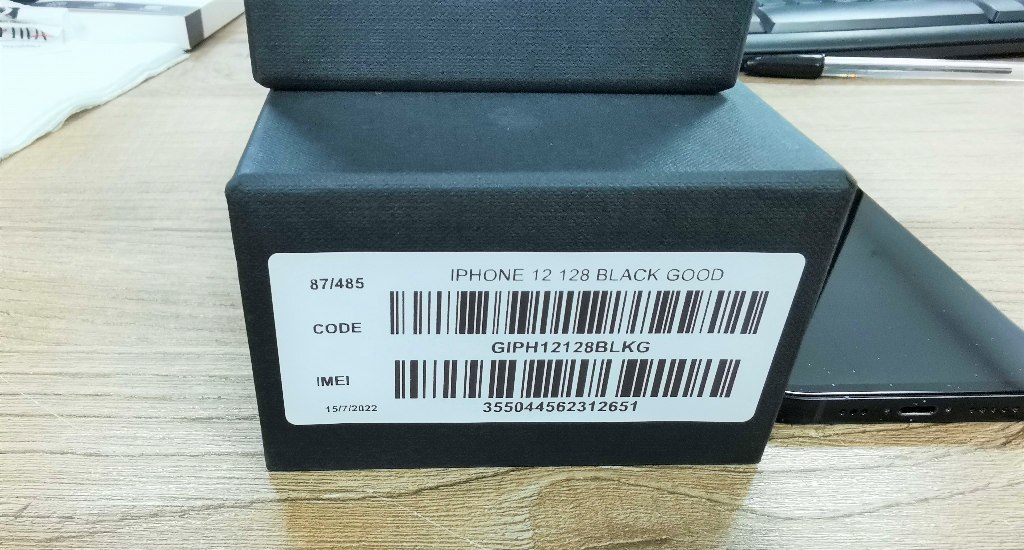 87/485
IPHONE 12 128 BLACK GOOD
CODE
GIPH12128BLKG
IMEI
355044562312651
15/7/2022